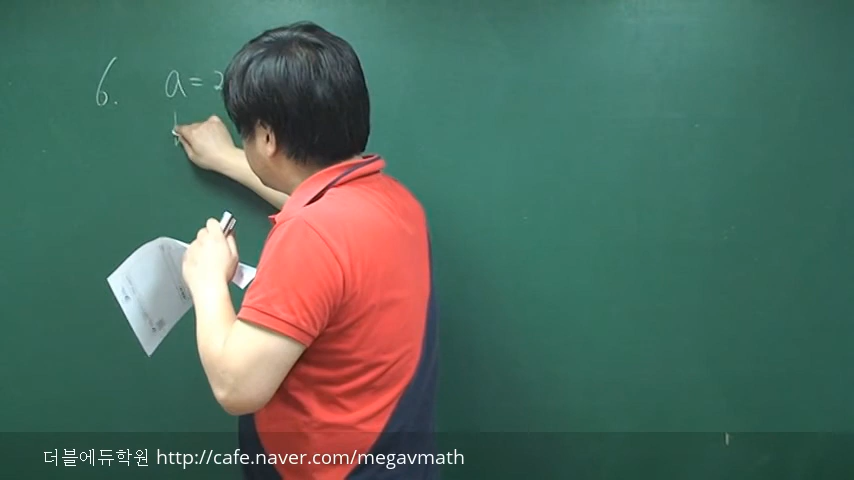 6. a = 2
더블에듀학원 http://cafe.naver.com/megavmath